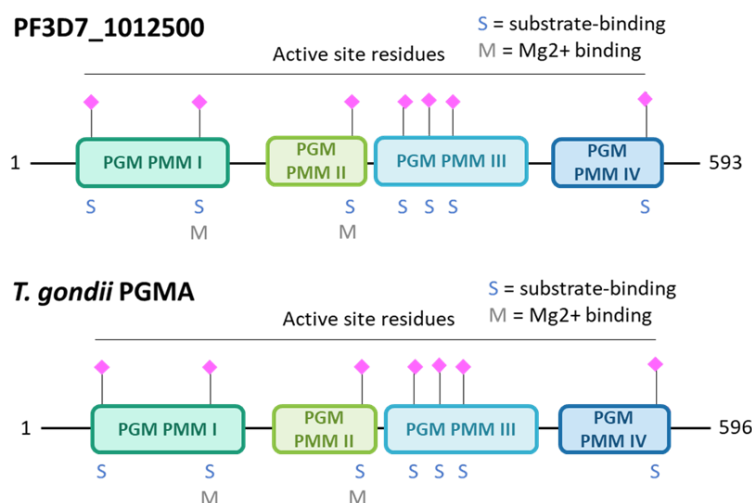 PF3D7_1012500
S = substrate-binding
M = Mg2+ binding
Active site residues
1
PGM PMM I
PGM
PMM II
PGM PMM III
PGM
PMM IV
593
S S S S S S S
M M
T. gondii PGMA
S = substrate-binding
M = Mg2+ binding
Active site residues
1
PGM PMM I
PGM
PMM II
PGM PMM III
PGM
PMM IV
596
S S S S S S S
M M